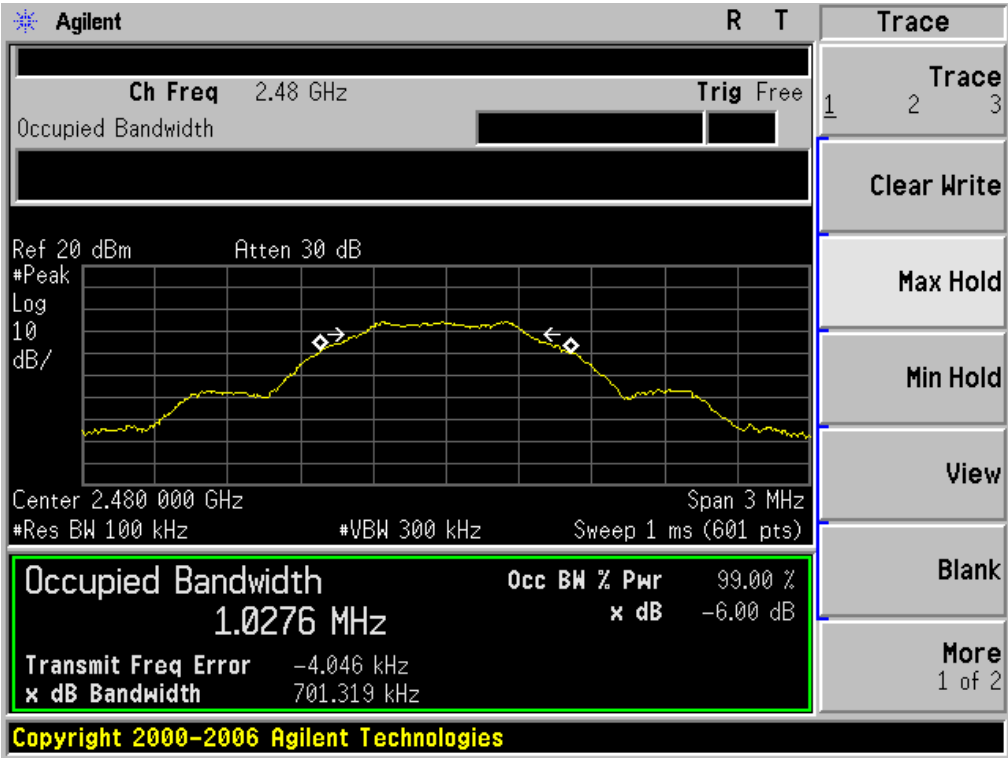 Agilent R T Trace
Ch Freq 2.48 GHz Trig Free
Occupied Bandwidth
Trace
1 2 3
Clear Write
Max Hold
Min Hold
View
Blank
More
1 of 2
Ref 20 dBm Atten 30 dB
#Peak
Log
10
dB/
Center 2.480 000 GHz Span 3 MHz
#Res BW 100 kHz #VBW 300 kHz Sweep 1 ms (601 pts)
Occupied Bandwidth Occ BW % Pwr 99.00 %
1.0276 MHz x dB -6.00 dB
Transmit Freq Error -4.046 kHz
x dB Bandwidth 701.319 kHz
Copyright 2000-2006 Agilent Technologies